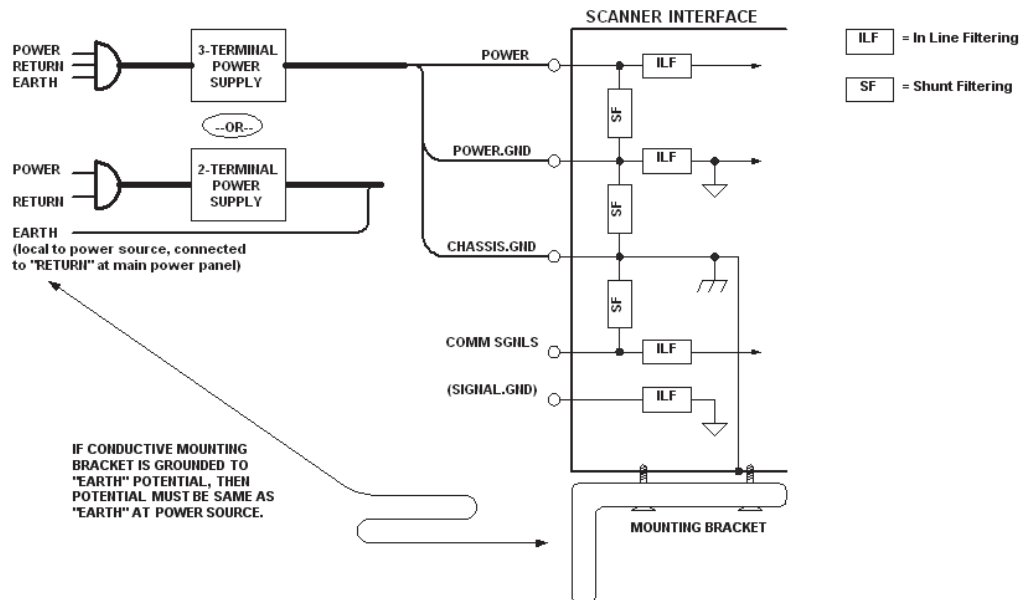 SCANNER INTERFACE
ILF = In Line Filtering
SF = Shunt Filtering
POWER
RETURN
EARTH
3-TERMINAL
POWER
SUPPLY
--OR--
POWER
RETURN
2-TERMINAL
POWER
SUPPLY
EARTH
(local to power source, connected
to "RETURN" at main power panel)
POWER
ILF
SF
POWER.GND
ILF
SF
CHASSIS.GND
SF
COMM SGNLS
ILF
(SIGNAL.GND)
ILF
IF CONDUCTIVE MOUNTING
BRACKET IS GROUNDED TO
"EARTH" POTENTIAL, THEN
POTENTIAL MUST BE SAME AS
"EARTH" AT POWER SOURCE.
MOUNTING BRACKET